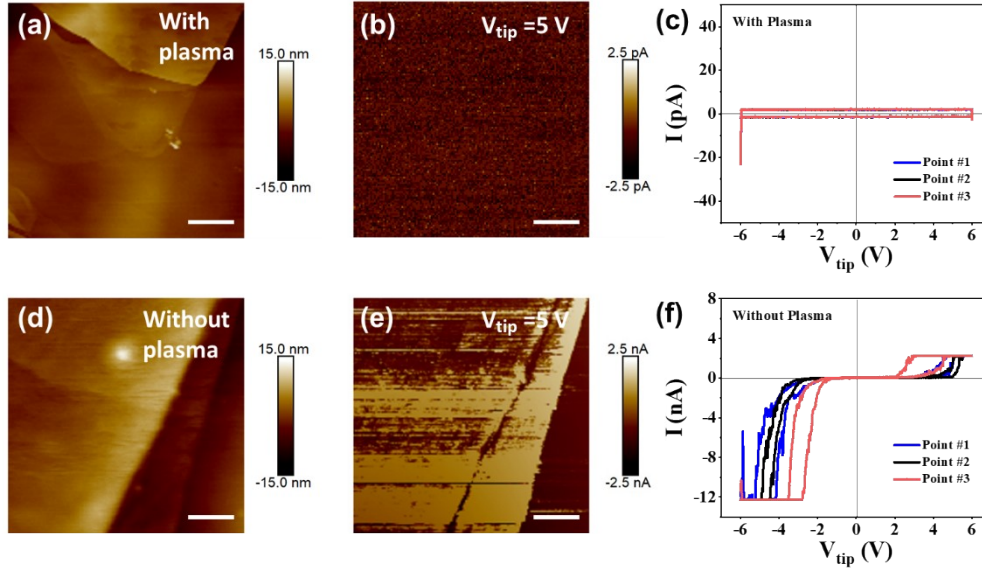 (a) With
plasma
15.0 nm
-15.0 nm
(b) Vtip =5 V
2.5 pA
-2.5 pA
(c) With Plasma
40
20
0
-20
-40
I (pA)
Point #1
Point #2
Point #3
-6 -4 -2 0 2 4 6
Vtip (V)
(d) Without
plasma
15.0 nm
-15.0 nm
(e) Vtip =5 V
2.5 nA
-2.5 nA
(f) Without Plasma
8
4
0
-4
-8
-12
I (nA)
Point #1
Point #2
Point #3
-6 -4 -2 0 2 4 6
Vtip (V)